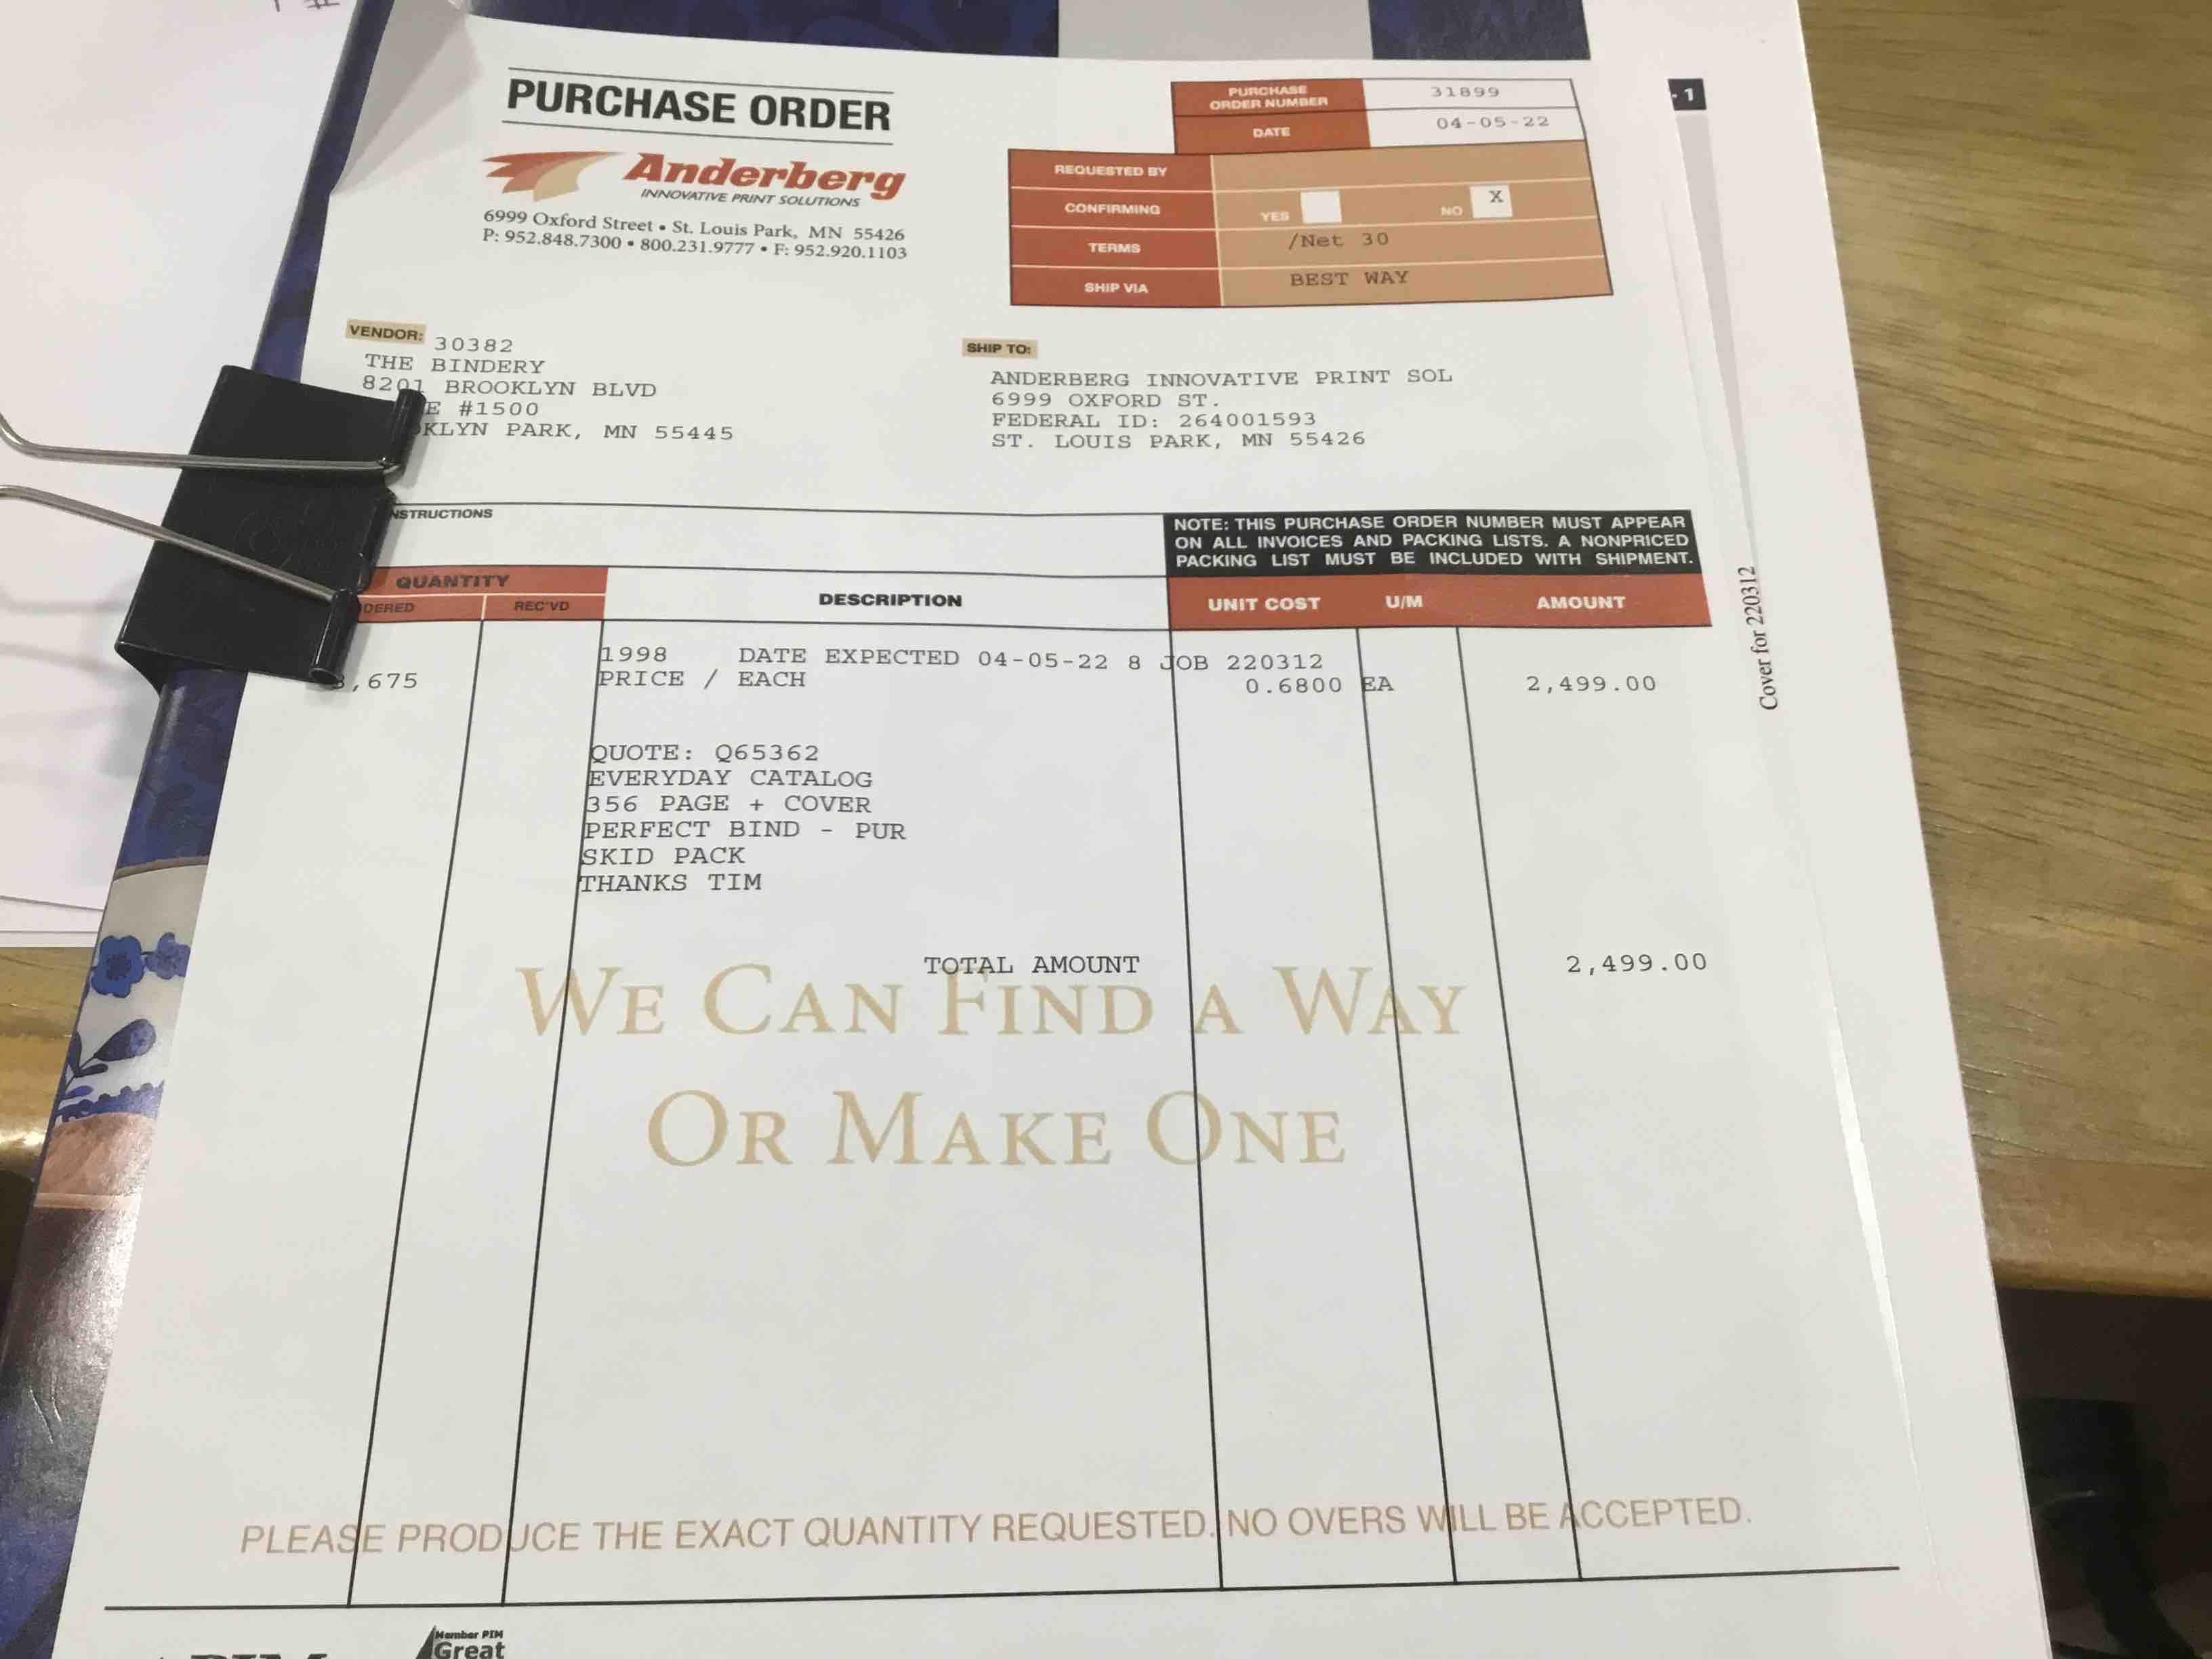 PURCHASE ORDER
Anderberg
INNOVATIVE PRINT SOLUTIONS
6999 Oxford Street • St. Louis Park, MN 55426
P: 952.848.7300 • 800.231.9777 • F: 952.920.1103
PURCHASE ORDER NUMBER 31899
DATE 04-05-22
REQUESTED BY
CONFIRMING YES NO X
TERMS /Net 30
SHIP VIA BEST WAY
- 1
VENDOR: 30382
THE BINDERY
8201 BROOKLYN BLVD
E #1500
KLYN PARK, MN 55445
SHIP TO:
ANDERBERG INNOVATIVE PRINT SOL
6999 OXFORD ST.
FEDERAL ID: 264001593
ST. LOUIS PARK, MN 55426
NSTRUCTIONS
NOTE: THIS PURCHASE ORDER NUMBER MUST APPEAR
ON ALL INVOICES AND PACKING LISTS. A NONPRICED
PACKING LIST MUST BE INCLUDED WITH SHIPMENT.
QUANTITY
DERED REC'VD DESCRIPTION UNIT COST U/M AMOUNT
1998 DATE EXPECTED 04-05-22 8 JOB 220312
,675 PRICE / EACH 0.6800 EA 2,499.00
QUOTE: Q65362
EVERYDAY CATALOG
356 PAGE + COVER
PERFECT BIND - PUR
SKID PACK
THANKS TIM
TOTAL AMOUNT 2,499.00
WE CAN FIND A WAY
OR MAKE ONE
PLEASE PRODUCE THE EXACT QUANTITY REQUESTED. NO OVERS WILL BE ACCEPTED.
Member PIM
Great
Cover for 220312